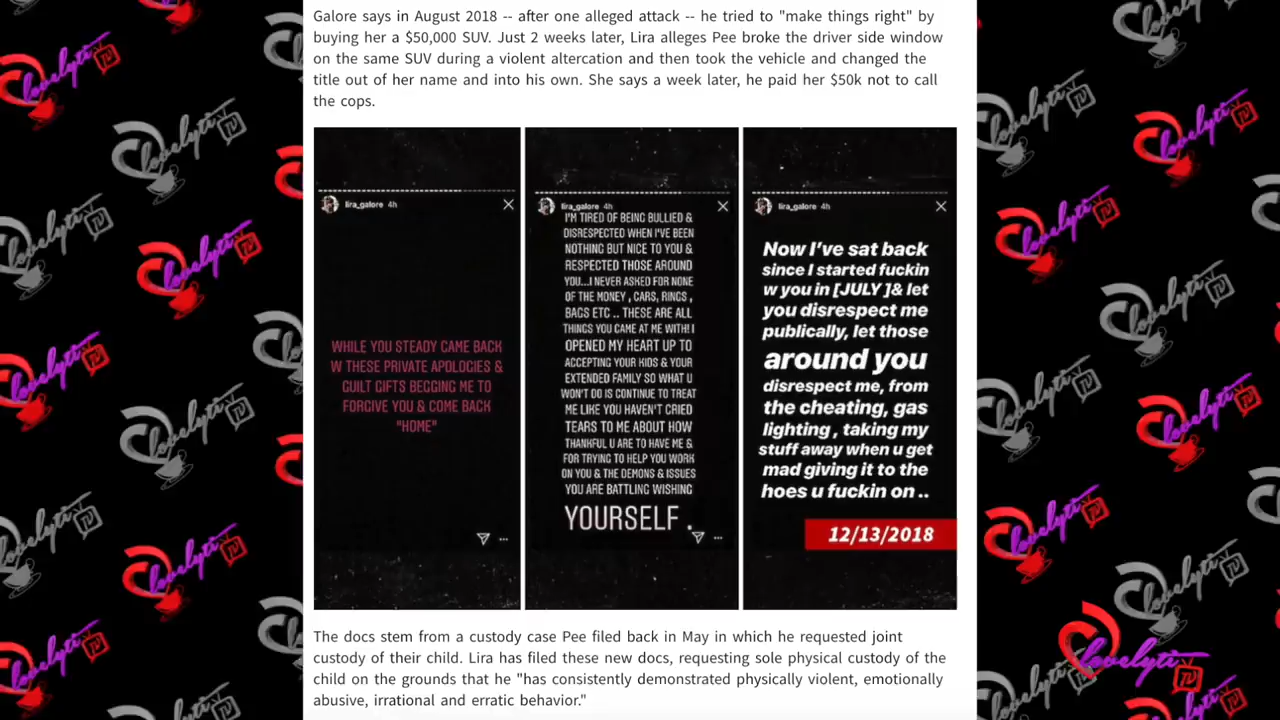 Galore says in August 2018 -- after one alleged attack -- he tried to "make things right" by
buying her a $50,000 SUV. Just 2 weeks later, Lira alleges Pee broke the driver side window
on the same SUV during a violent altercation and then took the vehicle and changed the
title out of her name and into his own. She says a week later, he paid her $50k not to call
the cops.
lira_galore 4h
WHILE YOU STEADY CAME BACK
W THESE PRIVATE APOLOGIES &
GUILT GIFTS BEGGING ME TO
FORGIVE YOU & COME BACK
"HOME"
lira_galore 4h
I'M TIRED OF BEING BULLIED &
DISRESPECTED WHEN I'VE BEEN
NOTHING BUT NICE TO YOU &
RESPECTED THOSE AROUND
YOU...I NEVER ASKED FOR NONE
OF THE MONEY , CARS, RINGS ,
BAGS ETC .. THESE ARE ALL
THINGS YOU CAME AT ME WITH! I
OPENED MY HEART UP TO
ACCEPTING YOUR KIDS & YOUR
EXTENDED FAMILY SO WHAT U
WON'T DO IS CONTINUE TO TREAT
ME LIKE YOU HAVEN'T CRIED
TEARS TO ME ABOUT HOW
THANKFUL U ARE TO HAVE ME &
FOR TRYING TO HELP YOU WORK
ON YOU & THE DEMONS & ISSUES
YOU ARE BATTLING WISHING
YOURSELF .
lira_galore 4h
Now I've sat back
since I started fuckin
w you in [JULY ]& let
you disrespect me
publically, let those
around you
disrespect me, from
the cheating, gas
lighting , taking my
stuff away when u get
mad giving it to the
hoes u fuckin on ..
12/13/2018
The docs stem from a custody case Pee filed back in May in which he requested joint
custody of their child. Lira has filed these new docs, requesting sole physical custody of the
child on the grounds that he "has consistently demonstrated physically violent, emotionally
abusive, irrational and erratic behavior."
lovelyti
TV